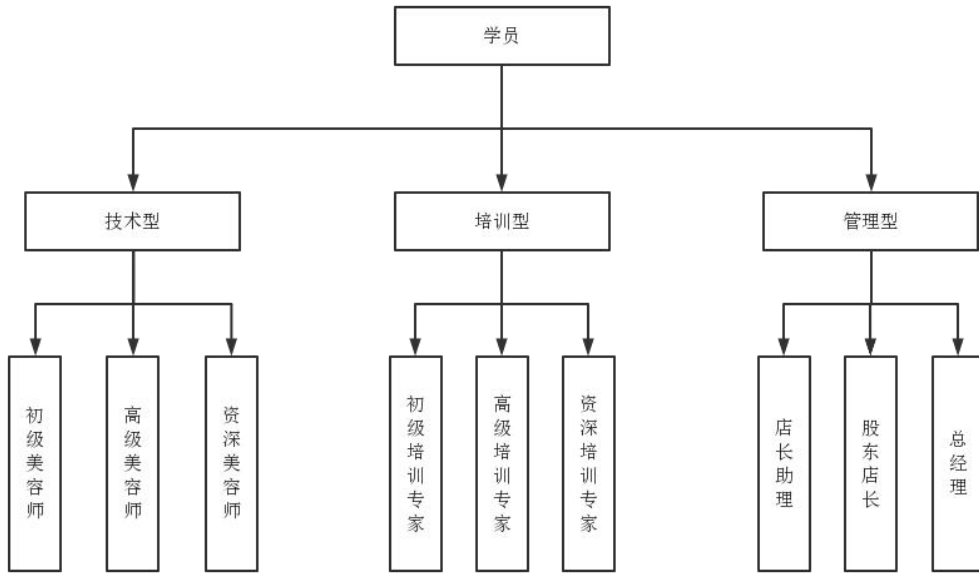 学员
技术型
培训型
管理型
初级美容师
高级美容师
资深美容师
初级培训专家
高级培训专家
资深培训专家
店长助理
股东店长
总经理